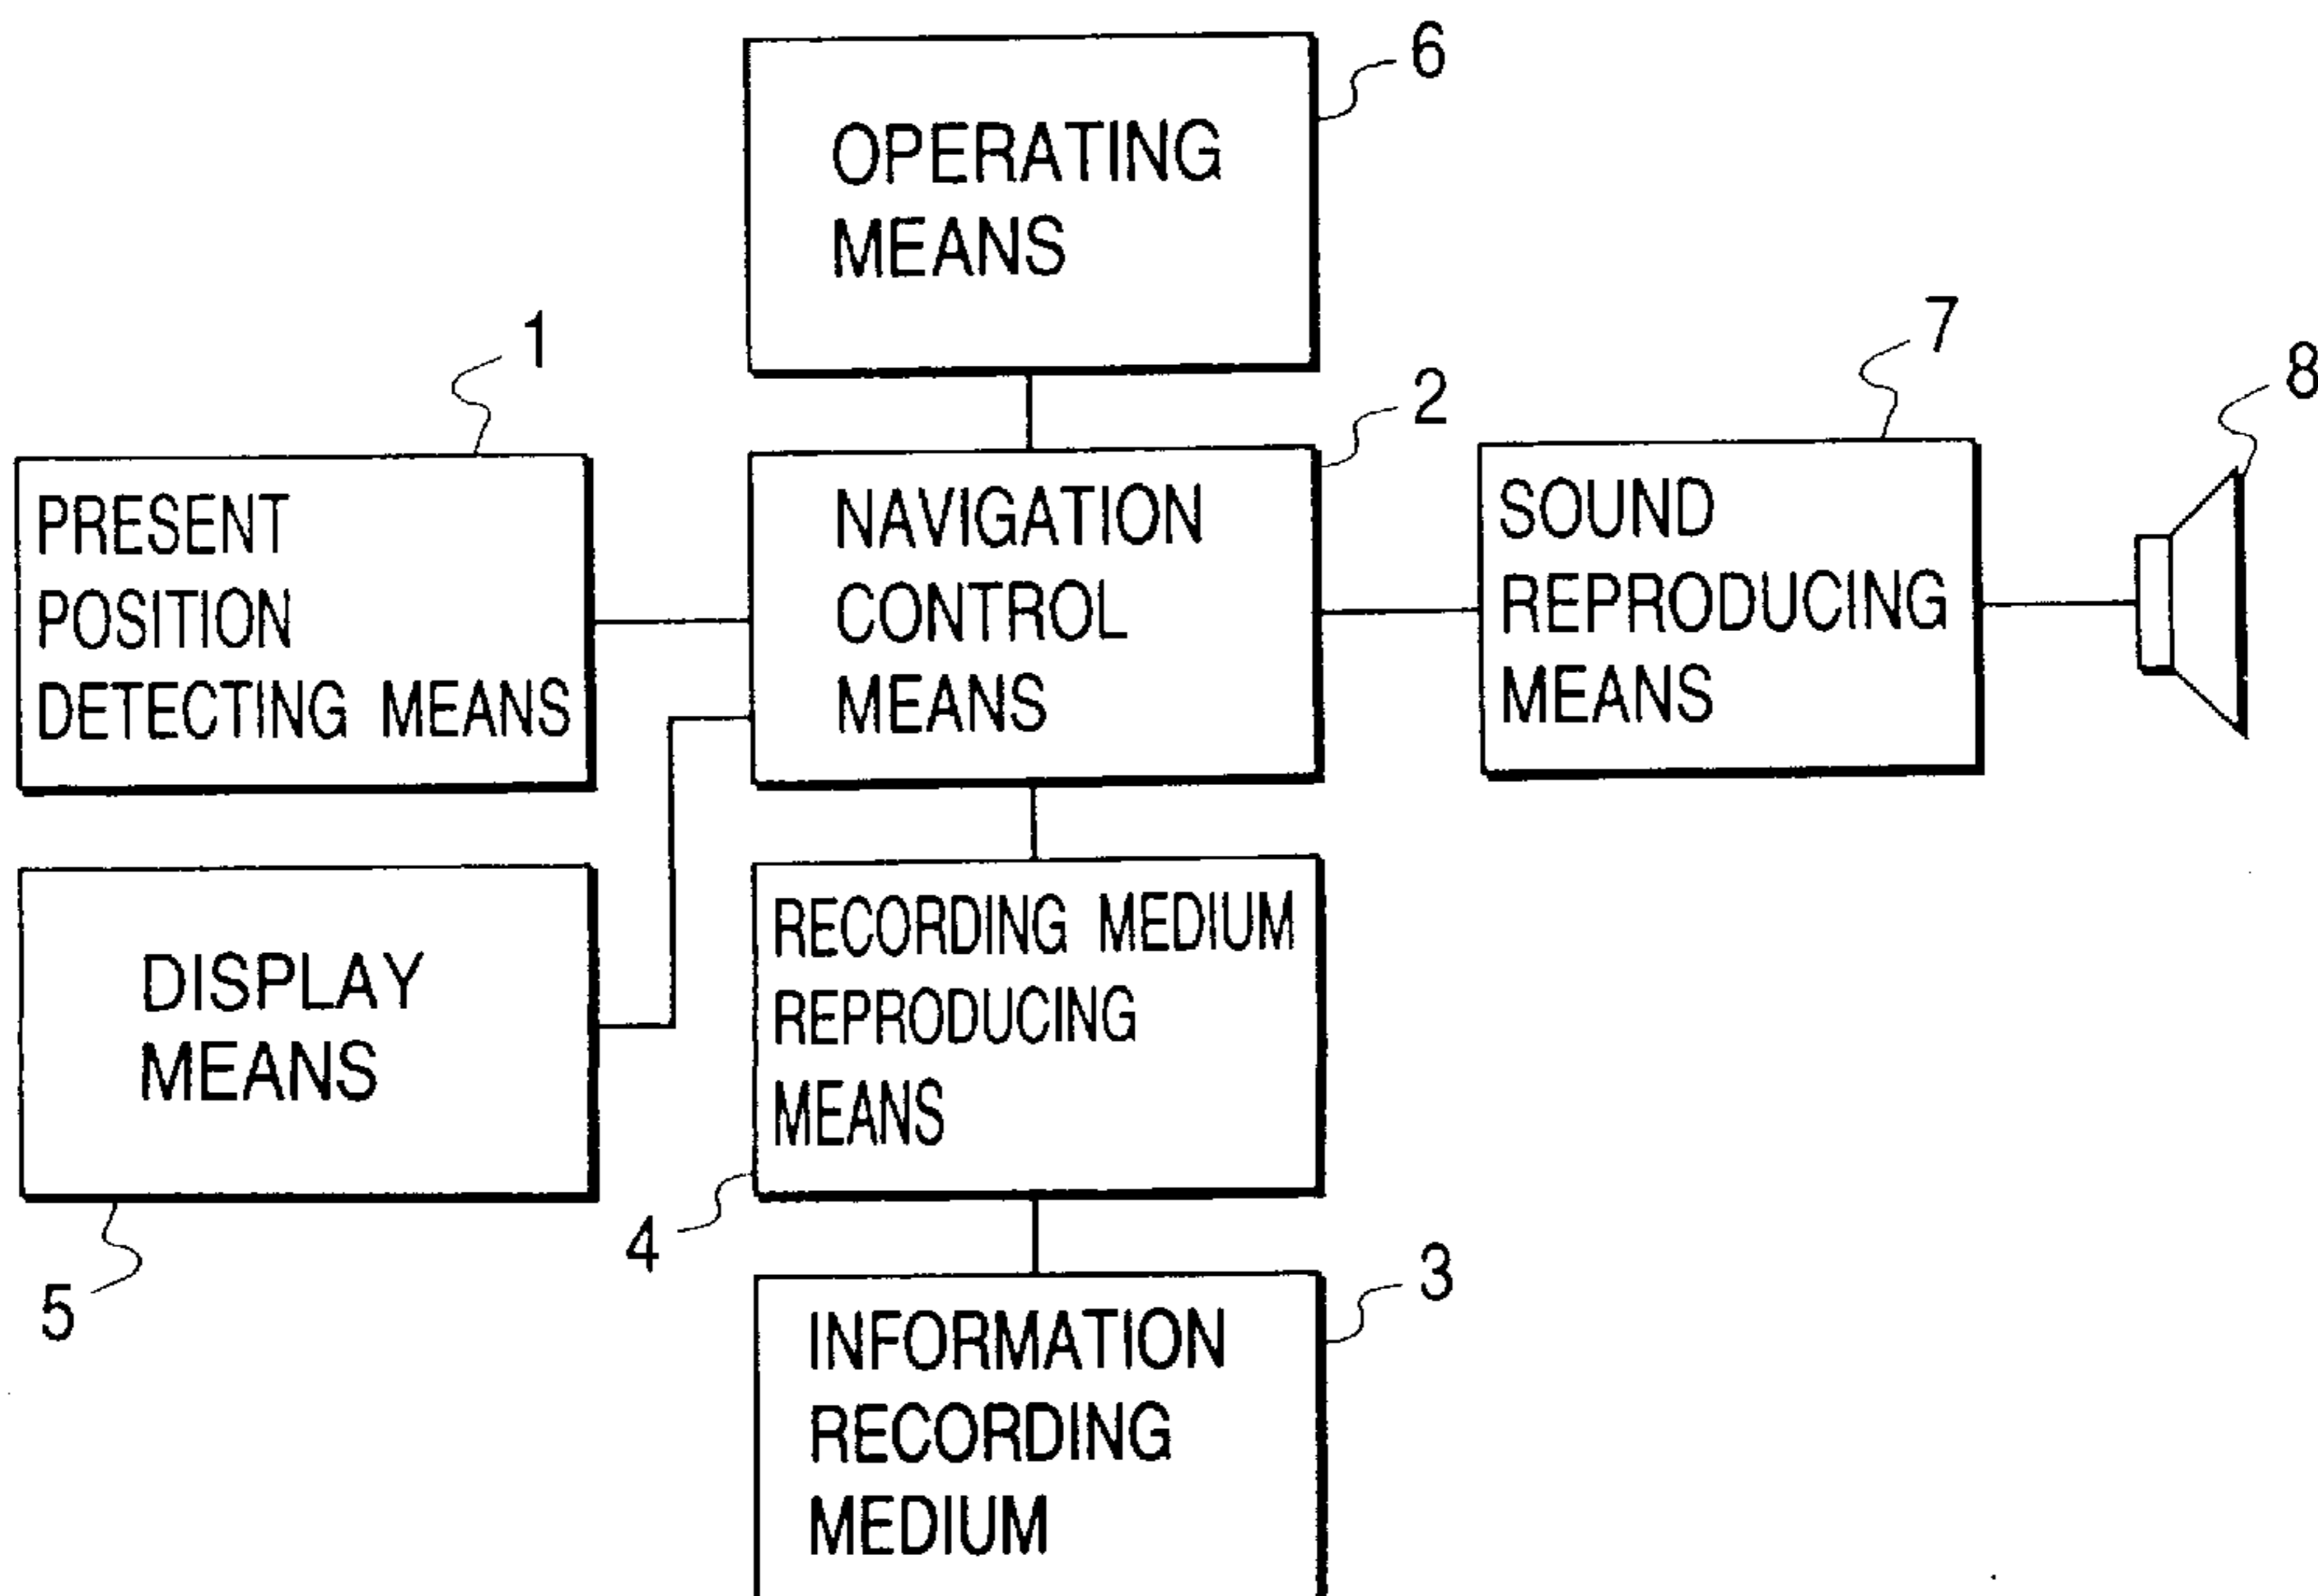 6
OPERATING
MEANS
1
PRESENT
POSITION
DETECTING MEANS
2
NAVIGATION
CONTROL
MEANS
7
SOUND
REPRODUCING
MEANS
8
DISPLAY
MEANS
5
RECORDING MEDIUM
REPRODUCING
MEANS
4
3
INFORMATION
RECORDING
MEDIUM